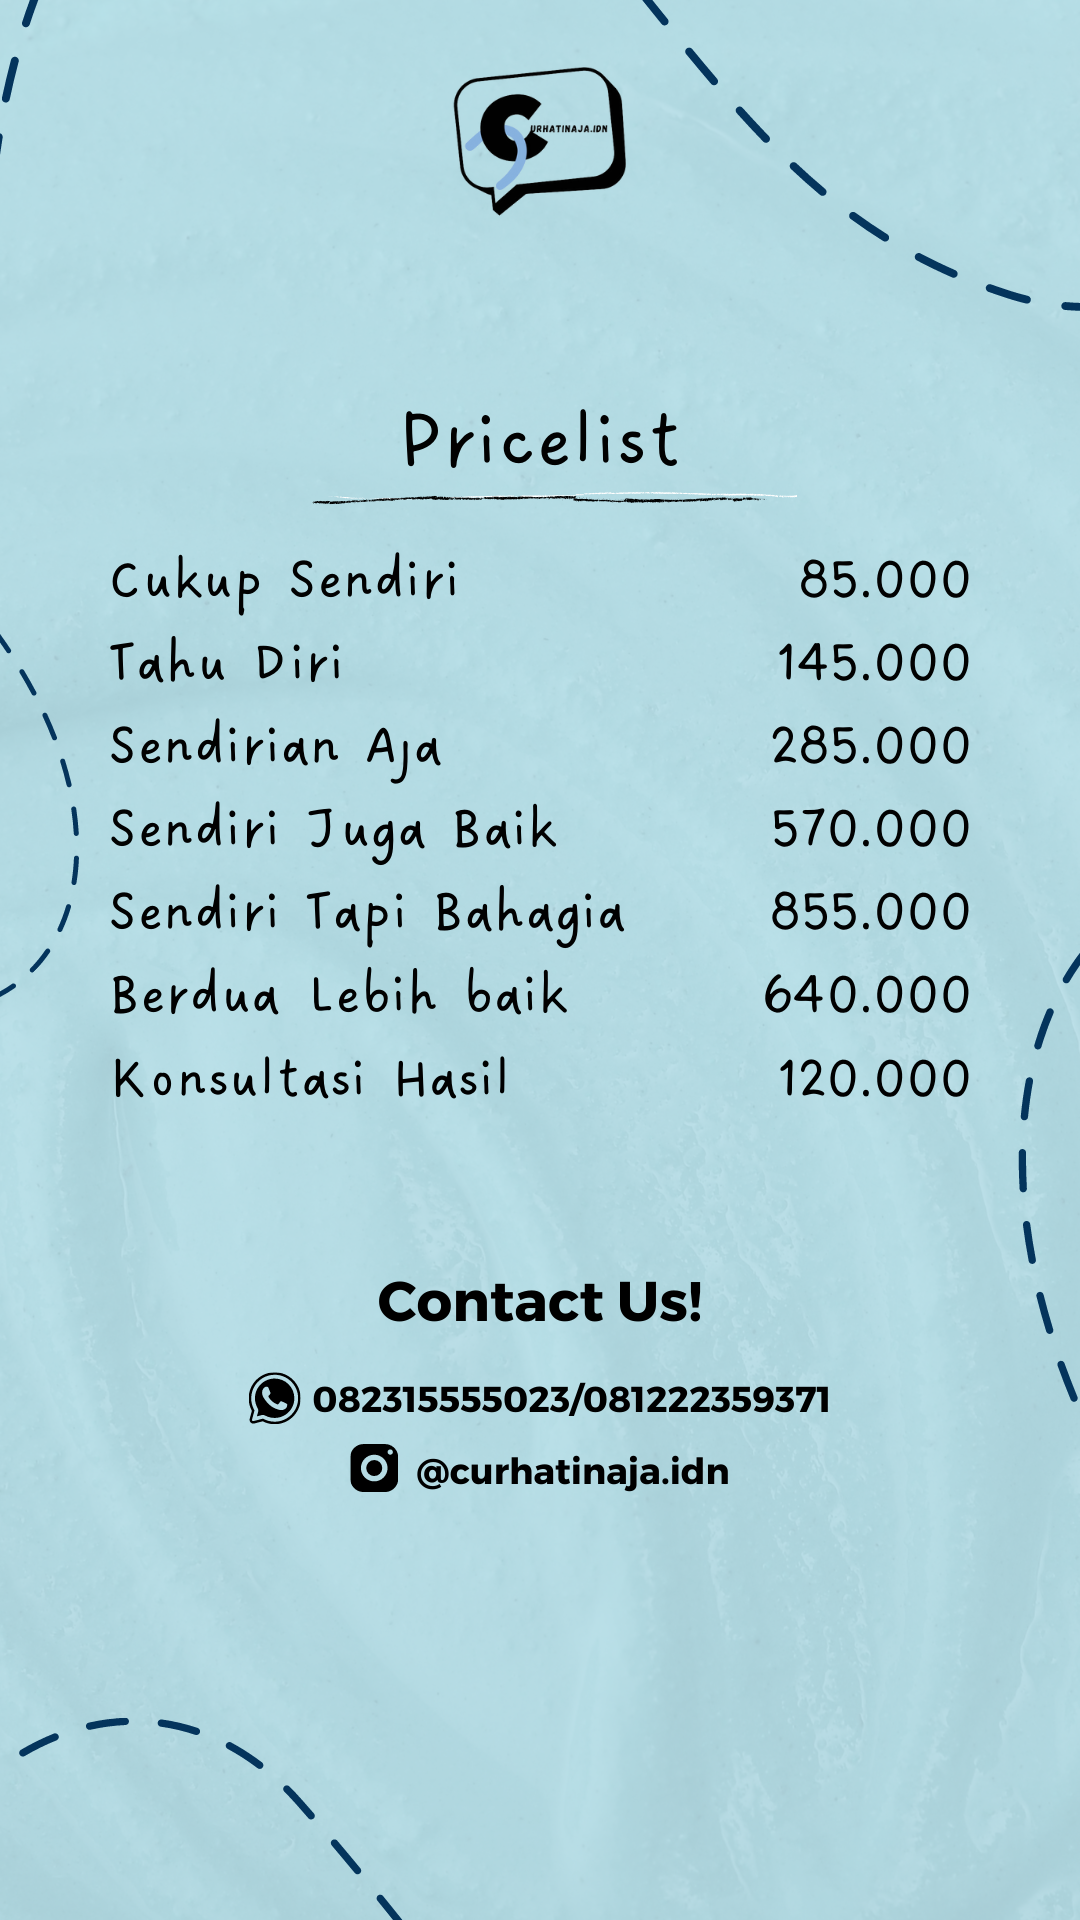 CURHATINAJA.IDN
Pricelist
Cukup Sendiri 85.000
Tahu Diri 145.000
Sendirian Aja 285.000
Sendiri Juga Baik 570.000
Sendiri Tapi Bahagia 855.000
Berdua Lebih baik 640.000
Konsultasi Hasil 120.000
Contact Us!
082315555023/081222359371
@curhatinaja.idn